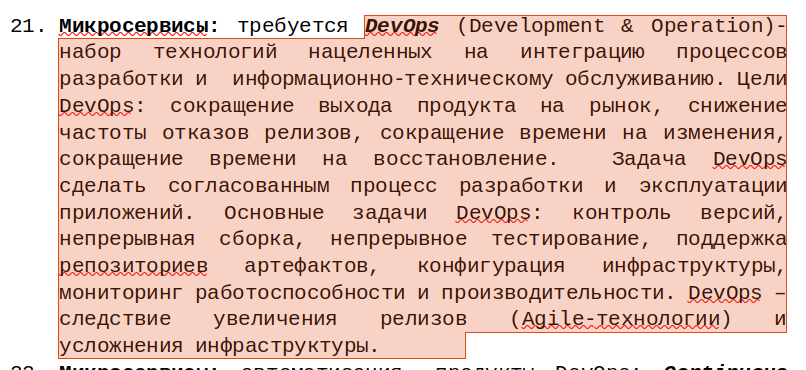 21. Микросервисы: требуется DevOps (Development & Operation)-
набор технологий нацеленных на интеграцию процессов
разработки и информационно-техническому обслуживанию. Цели
DevOps: сокращение выхода продукта на рынок, снижение
частоты отказов релизов, сокращение времени на изменения,
сокращение времени на восстановление. Задача DevOps
сделать согласованным процесс разработки и эксплуатации
приложений. Основные задачи DevOps: контроль версий,
непрерывная сборка, непрерывное тестирование, поддержка
репозиториев артефактов, конфигурация инфраструктуры,
мониторинг работоспособности и производительности. DevOps –
следствие увеличения релизов (Agile-технологии) и
усложнения инфраструктуры.
22. Микросервисы: автоматизация, продукты DevOps: Continuous